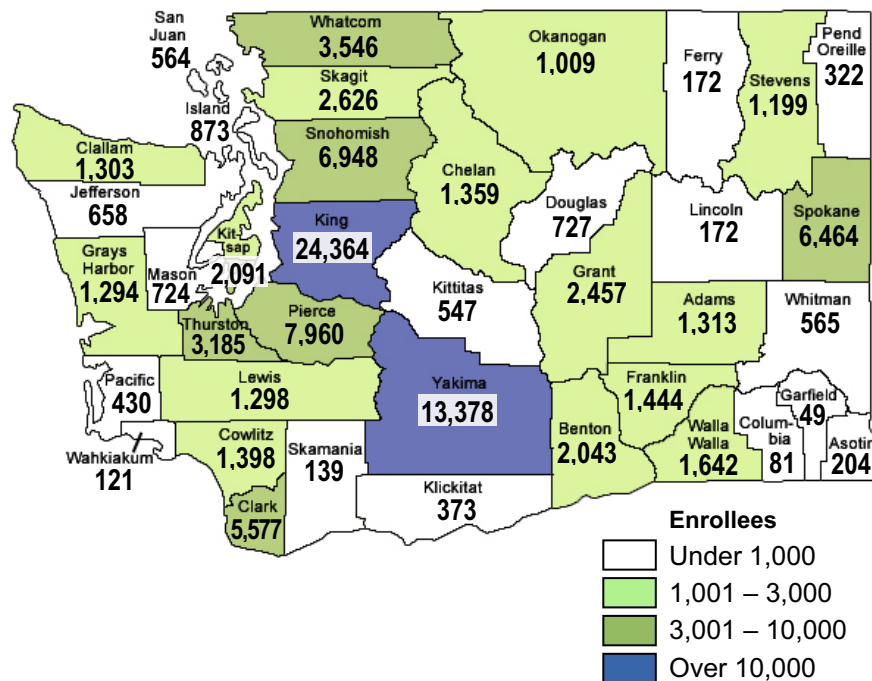 San
Juan
564
Whatcom
3,546
Okanogan
1,009
Ferry
172
Stevens
1,199
Pend
Oreille
322
Skagit
2,626
Island
873
Snohomish
6,948
Clallam
1,303
Chelan
1,359
Jefferson
658
Douglas
727
Lincoln
172
Spokane
6,464
Kit-
sap
2,091
King
24,364
Grays
Harbor
1,294
Mason
724
Kittitas
547
Grant
2,457
Adams
1,313
Whitman
565
Thurston
3,185
Pierce
7,960
Pacific
430
Lewis
1,298
Yakima
13,378
Franklin
1,444
Garfield
49
Benton
2,043
Walla
Walla
1,642
Colum-
bia
81
Asotin
204
Wahkiakum
121
Cowlitz
1,398
Skamania
139
Klickitat
373
Clark
5,577
Enrollees
Under 1,000
1,001 – 3,000
3,001 – 10,000
Over 10,000